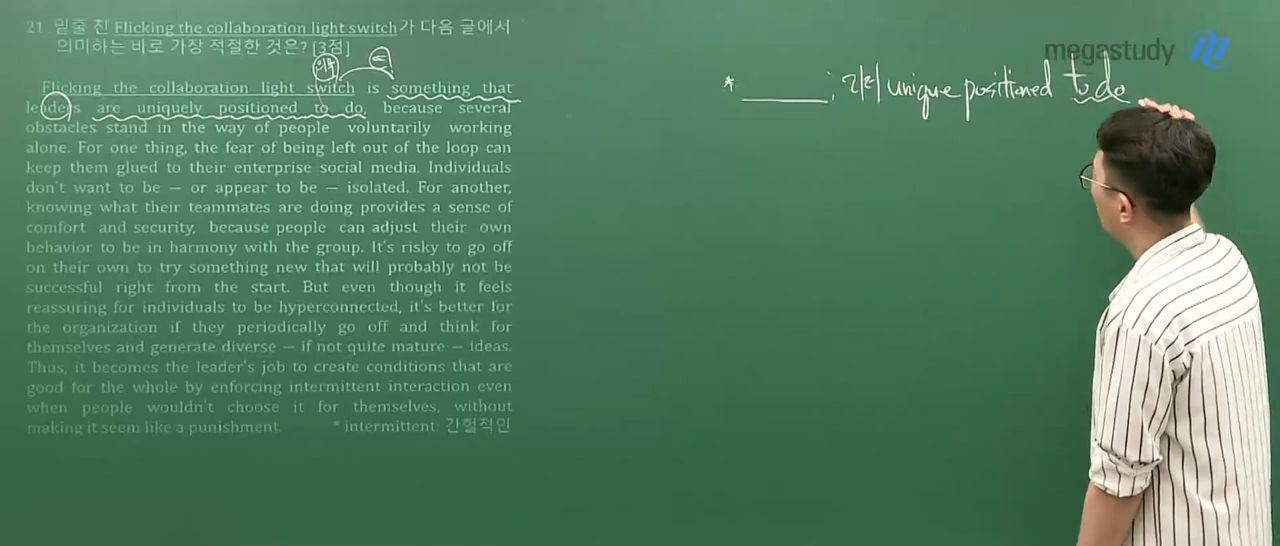 21 밑줄 친 Flicking the collaboration light switch가 다음 글에서
의미하는 바로 가장 적절한 것은? [3점]
Flicking the collaboration light switch is something that
leaders are uniquely positioned to do, because several
obstacles stand in the way of people voluntarily working
alone. For one thing, the fear of being left out of the loop can
keep them glued to their enterprise social media. Individuals
don't want to be — or appear to be — isolated. For another,
knowing what their teammates are doing provides a sense of
comfort and security, because people can adjust their own
behavior to be in harmony with the group. It's risky to go off
on their own to try something new that will probably not be
successful right from the start. But even though it feels
reassuring for individuals to be hyperconnected, it's better for
the organization if they periodically go off and think for
themselves and generate diverse — if not quite mature — ideas.
Thus, it becomes the leader's job to create conditions that are
good for the whole by enforcing intermittent interaction even
when people wouldn't choose it for themselves, without
making it seem like a punishment.
* intermittent: 간헐적인
megastudy
* ; 리더 unique positioned to do